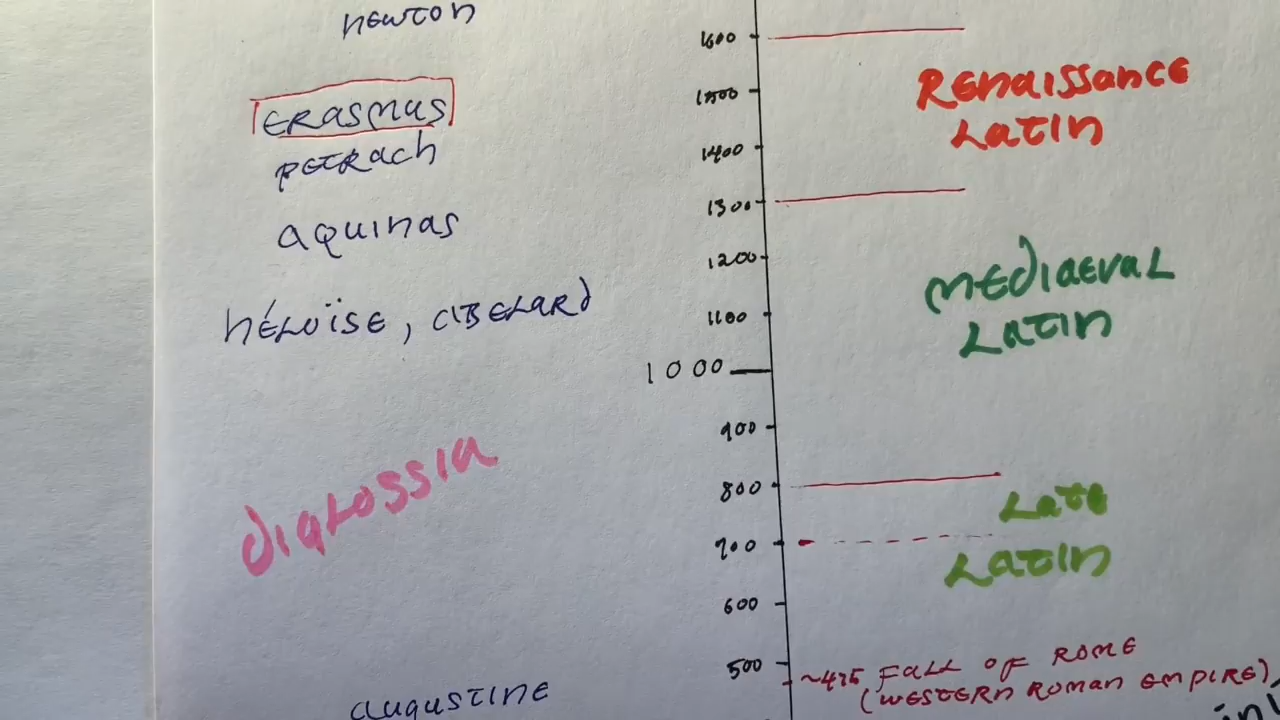 newton
1600
Renaissance
1500
Erasmus
Latin
Petrach
1400
1300
aquinas
1200
Mediaeval
Héloïse, abelard
1100
Latin
1000
900
diglossia
800
Late
700
Latin
600
500
~475 Fall of Rome
(Western Roman Empire)
augustine